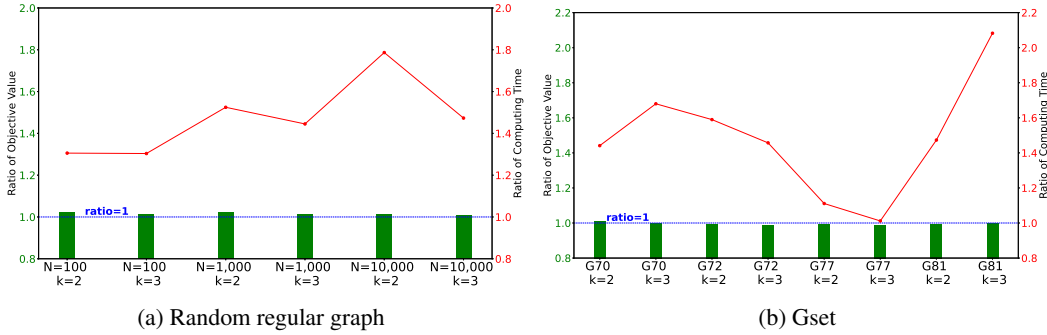 2.0
1.8
1.6
1.4
1.2
1.0
0.8
Ratio of Objective Value
ratio=1
N=100
k=2
N=100
k=3
N=1,000
k=2
N=1,000
k=3
N=10,000
k=2
N=10,000
k=3
2.0
1.8
1.6
1.4
1.2
1.0
0.8
Ratio of Computing Time
(a) Random regular graph
2.2
2.0
1.8
1.6
1.4
1.2
1.0
0.8
Ratio of Objective Value
ratio=1
G70
k=2
G70
k=3
G72
k=2
G72
k=3
G77
k=2
G77
k=3
G81
k=2
G81
k=3
2.2
2.0
1.8
1.6
1.4
1.2
1.0
0.8
Ratio of Computing Time
(b) Gset